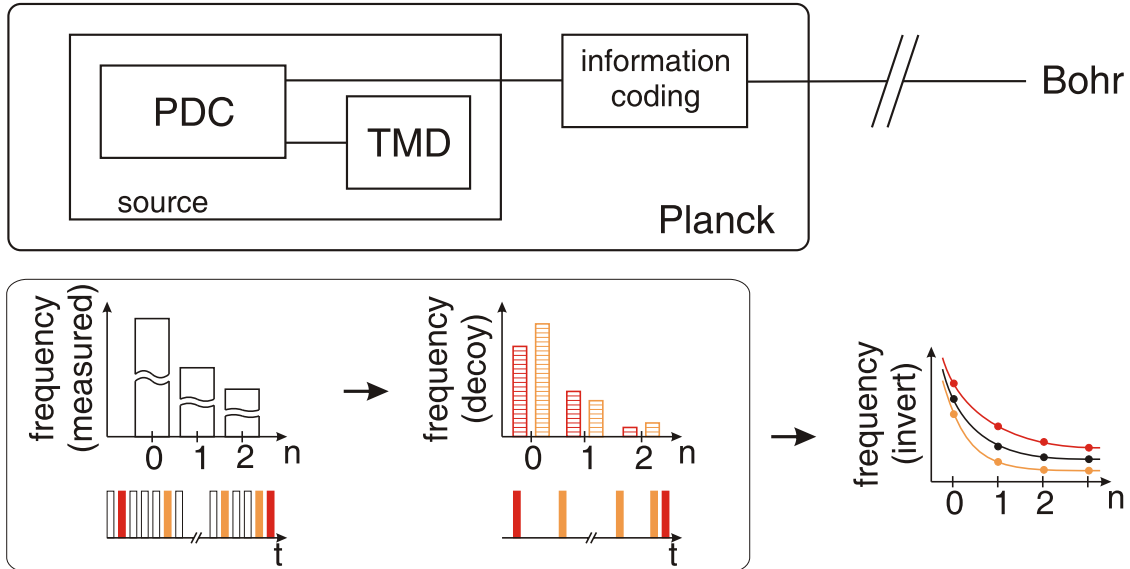 PDC
TMD
source
information
coding
Planck
Bohr
frequency
(measured)
0 1 2 n
t
frequency
(decoy)
0 1 2 n
t
frequency
(invert)
0 1 2 n